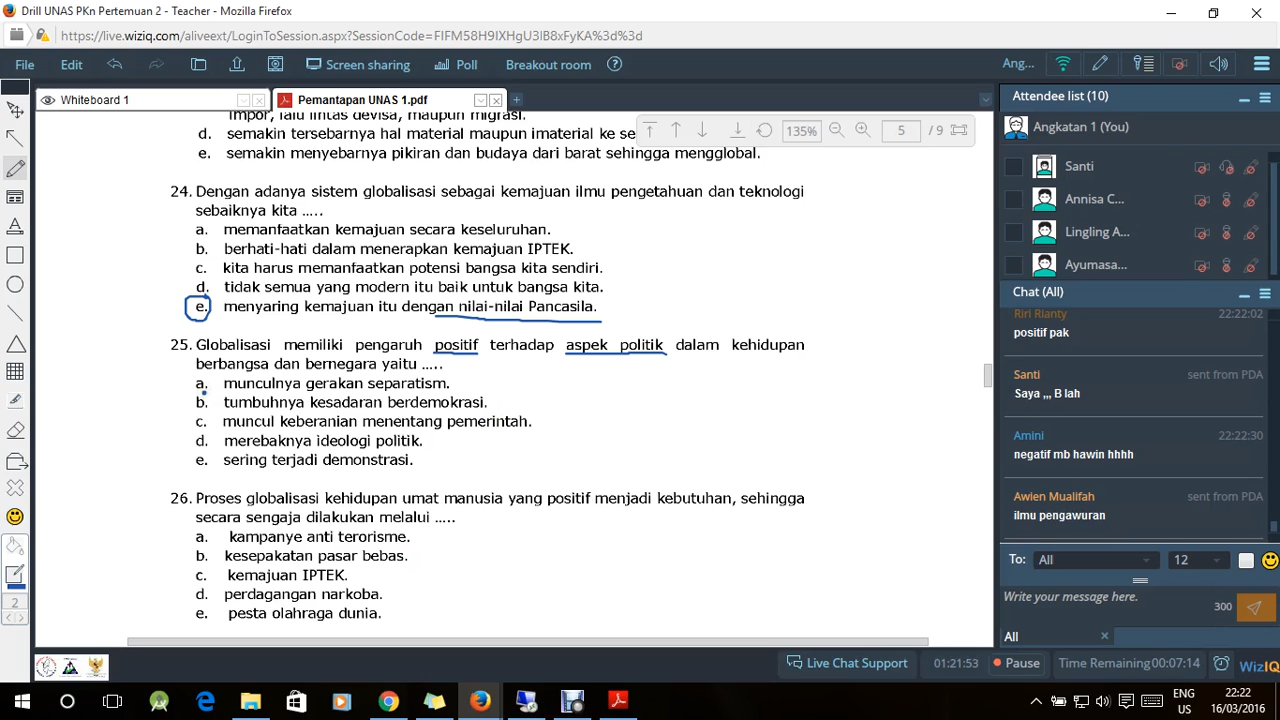 Drill UNAS PKn Pertemuan 2 - Teacher - Mozilla Firefox
https://live.wiziq.com/aliveext/LoginToSession.aspx?SessionCode=FIFM58H9IXHgU3IB8xFyKA%3d%3d
File Edit Screen sharing Poll Breakout room Ang...
Whiteboard 1 Pemantapan UNAS 1.pdf
135% 5 / 9
impor, lalu lintas devisa, maupun migrasi.
d. semakin tersebarnya hal material maupun imaterial ke se
e. semakin menyebarnya pikiran dan budaya dari barat sehingga mengglobal.
24. Dengan adanya sistem globalisasi sebagai kemajuan ilmu pengetahuan dan teknologi
sebaiknya kita .....
a. memanfaatkan kemajuan secara keseluruhan.
b. berhati-hati dalam menerapkan kemajuan IPTEK.
c. kita harus memanfaatkan potensi bangsa kita sendiri.
d. tidak semua yang modern itu baik untuk bangsa kita.
e. menyaring kemajuan itu dengan nilai-nilai Pancasila.
25. Globalisasi memiliki pengaruh positif terhadap aspek politik dalam kehidupan
berbangsa dan bernegara yaitu .....
a. munculnya gerakan separatism.
b. tumbuhnya kesadaran berdemokrasi.
c. muncul keberanian menentang pemerintah.
d. merebaknya ideologi politik.
e. sering terjadi demonstrasi.
26. Proses globalisasi kehidupan umat manusia yang positif menjadi kebutuhan, sehingga
secara sengaja dilakukan melalui .....
a. kampanye anti terorisme.
b. kesepakatan pasar bebas.
c. kemajuan IPTEK.
d. perdagangan narkoba.
e. pesta olahraga dunia.
2
Attendee list (10)
Angkatan 1 (You)
Santi
Annisa C...
Lingling A...
Ayumasa...
Chat (All)
Riri Rianty 22:22:02
positif pak
Santi sent from PDA
Saya ,,, B lah
Amini 22:22:30
negatif mb hawin hhhh
Awien Mualifah sent from PDA
ilmu pengawuran
To: All 12
Write your message here.
300
All
Live Chat Support 01:21:53 Pause Time Remaining 00:07:14 WizIQ
ENG
US
22:22
16/03/2016